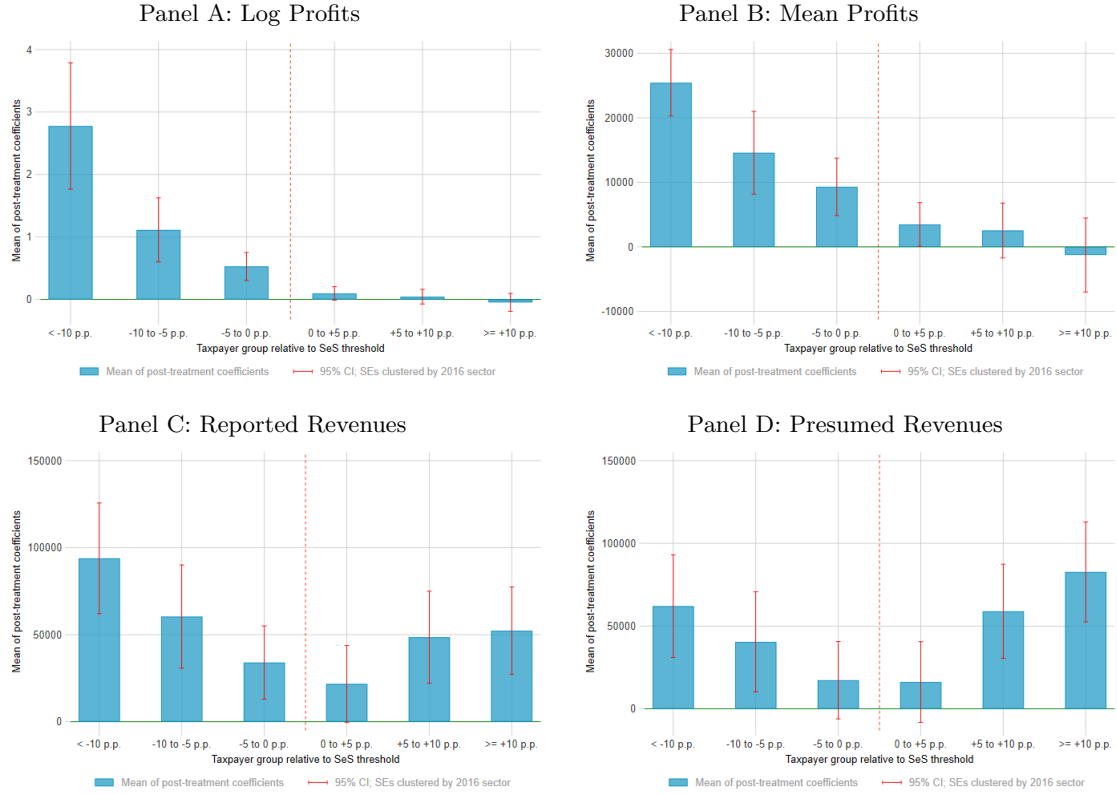 Panel A: Log Profits
Mean of post-treatment coefficients
4
3
2
1
0
< -10 p.p.
-10 to -5 p.p.
-5 to 0 p.p.
0 to +5 p.p.
+5 to +10 p.p.
>= +10 p.p.
Taxpayer group relative to SeS threshold
Mean of post-treatment coefficients
95% CI; SEs clustered by 2016 sector
Panel B: Mean Profits
Mean of post-treatment coefficients
30000
20000
10000
0
-10000
< -10 p.p.
-10 to -5 p.p.
-5 to 0 p.p.
0 to +5 p.p.
+5 to +10 p.p.
>= +10 p.p.
Taxpayer group relative to SeS threshold
Mean of post-treatment coefficients
95% CI; SEs clustered by 2016 sector
Panel C: Reported Revenues
Mean of post-treatment coefficients
150000
100000
50000
0
< -10 p.p.
-10 to -5 p.p.
-5 to 0 p.p.
0 to +5 p.p.
+5 to +10 p.p.
>= +10 p.p.
Taxpayer group relative to SeS threshold
Mean of post-treatment coefficients
95% CI; SEs clustered by 2016 sector
Panel D: Presumed Revenues
Mean of post-treatment coefficients
150000
100000
50000
0
< -10 p.p.
-10 to -5 p.p.
-5 to 0 p.p.
0 to +5 p.p.
+5 to +10 p.p.
>= +10 p.p.
Taxpayer group relative to SeS threshold
Mean of post-treatment coefficients
95% CI; SEs clustered by 2016 sector